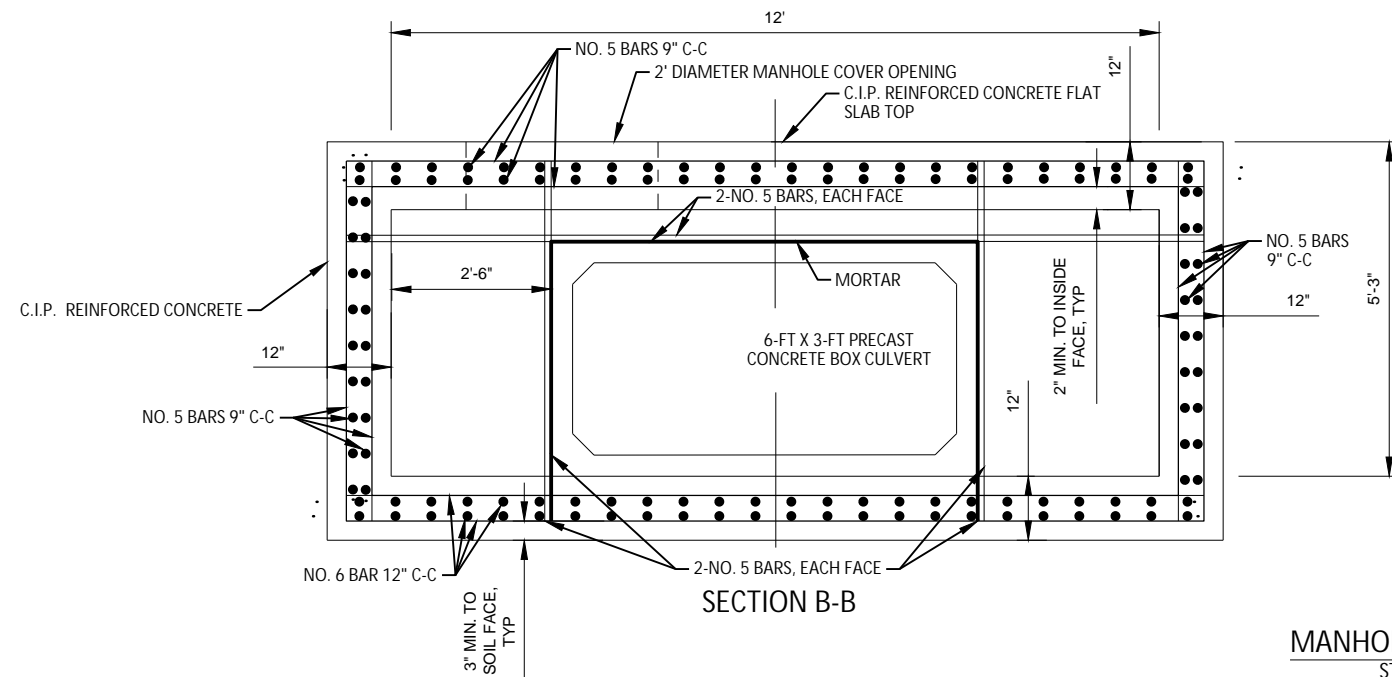 12'
NO. 5 BARS 9" C-C
2' DIAMETER MANHOLE COVER OPENING
C.I.P. REINFORCED CONCRETE FLAT
SLAB TOP
12"
2-NO. 5 BARS, EACH FACE
NO. 5 BARS
9" C-C
2'-6"
MORTAR
5'-3"
C.I.P. REINFORCED CONCRETE
12"
6-FT X 3-FT PRECAST
CONCRETE BOX CULVERT
2" MIN. TO INSIDE
FACE, TYP
12"
12"
NO. 5 BARS 9" C-C
NO. 6 BAR 12" C-C
2-NO. 5 BARS, EACH FACE
3" MIN. TO
SOIL FACE,
TYP
SECTION B-B
MANHO
ST